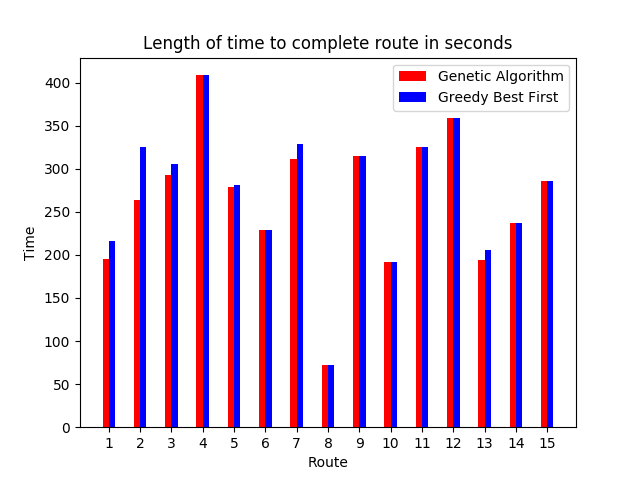 Length of time to complete route in seconds
Genetic Algorithm
Greedy Best First
400
350
300
250
200
150
100
50
0
Time
1 2 3 4 5 6 7 8 9 10 11 12 13 14 15
Route